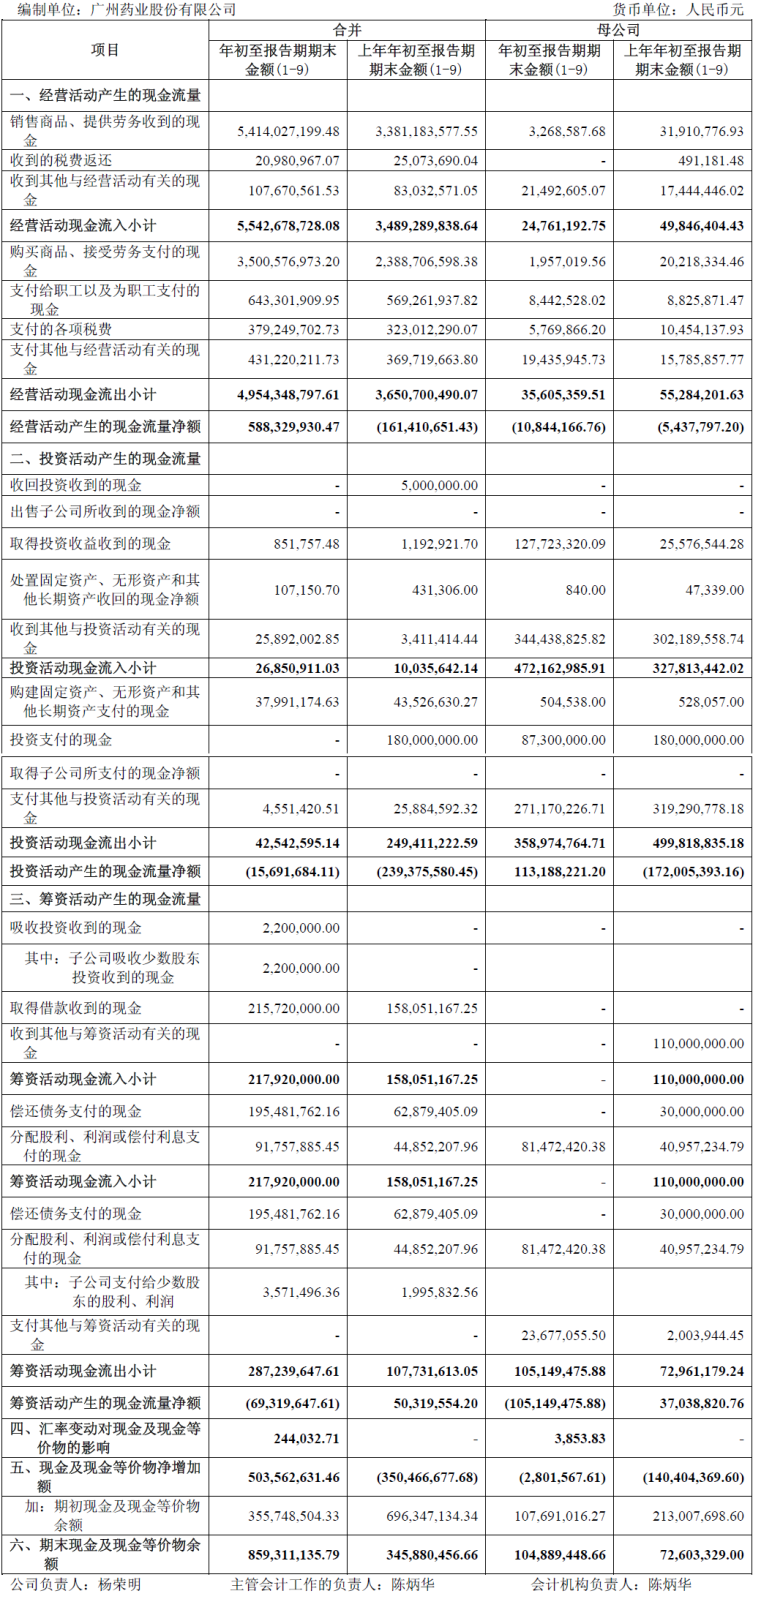 编制单位：广州药业股份有限公司 货币单位：人民币元
项目 合并 母公司
年初至报告期期末 上年年初至报告期 年初至报告期期 上年年初至报告期
金额(1-9) 期末金额(1-9) 末金额(1-9) 期末金额(1-9)
一、经营活动产生的现金流量
销售商品、提供劳务收到的现
金 5,414,027,199.48 3,381,183,577.55 3,268,587.68 31,910,776.93
收到的税费返还 20,980,967.07 25,073,690.04 - 491,181.48
收到其他与经营活动有关的现
金 107,670,561.53 83,032,571.05 21,492,605.07 17,444,446.02
经营活动现金流入小计 5,542,678,728.08 3,489,289,838.64 24,761,192.75 49,846,404.43
购买商品、接受劳务支付的现
金 3,500,576,973.20 2,388,706,598.38 1,957,019.56 20,218,334.46
支付给职工以及为职工支付的
现金 643,301,909.95 569,261,937.82 8,442,528.02 8,825,871.47
支付的各项税费 379,249,702.73 323,012,290.07 5,769,866.20 10,454,137.93
支付其他与经营活动有关的现
金 431,220,211.73 369,719,663.80 19,435,945.73 15,785,857.77
经营活动现金流出小计 4,954,348,797.61 3,650,700,490.07 35,605,359.51 55,284,201.63
经营活动产生的现金流量净额 588,329,930.47 (161,410,651.43) (10,844,166.76) (5,437,797.20)
二、投资活动产生的现金流量
收回投资收到的现金 - 5,000,000.00 - -
出售子公司所收到的现金净额 - - - -
取得投资收益收到的现金 851,757.48 1,192,921.70 127,723,320.09 25,576,544.28
处置固定资产、无形资产和其
他长期资产收回的现金净额 107,150.70 431,306.00 840.00 47,339.00
收到其他与投资活动有关的现
金 25,892,002.85 3,411,414.44 344,438,825.82 302,189,558.74
投资活动现金流入小计 26,850,911.03 10,035,642.14 472,162,985.91 327,813,442.02
购建固定资产、无形资产和其
他长期资产支付的现金 37,991,174.63 43,526,630.27 504,538.00 528,057.00
投资支付的现金 - 180,000,000.00 87,300,000.00 180,000,000.00
取得子公司所支付的现金净额 - - - -
支付其他与投资活动有关的现
金 4,551,420.51 25,884,592.32 271,170,226.71 319,290,778.18
投资活动现金流出小计 42,542,595.14 249,411,222.59 358,974,764.71 499,818,835.18
投资活动产生的现金流量净额 (15,691,684.11) (239,375,580.45) 113,188,221.20 (172,005,393.16)
三、筹资活动产生的现金流量
吸收投资收到的现金 2,200,000.00 - - -
其中：子公司吸收少数股东
投资收到的现金 2,200,000.00 -
取得借款收到的现金 215,720,000.00 158,051,167.25 - -
收到其他与筹资活动有关的现
金 - - - 110,000,000.00
筹资活动现金流入小计 217,920,000.00 158,051,167.25 - 110,000,000.00
偿还债务支付的现金 195,481,762.16 62,879,405.09 - 30,000,000.00
分配股利、利润或偿付利息支
付的现金 91,757,885.45 44,852,207.96 81,472,420.38 40,957,234.79
筹资活动现金流入小计 217,920,000.00 158,051,167.25 - 110,000,000.00
偿还债务支付的现金 195,481,762.16 62,879,405.09 - 30,000,000.00
分配股利、利润或偿付利息支
付的现金 91,757,885.45 44,852,207.96 81,472,420.38 40,957,234.79
其中：子公司支付给少数股
东的股利、利润 3,571,496.36 1,995,832.56
支付其他与筹资活动有关的现
金 - - 23,677,055.50 2,003,944.45
筹资活动现金流出小计 287,239,647.61 107,731,613.05 105,149,475.88 72,961,179.24
筹资活动产生的现金流量净额 (69,319,647.61) 50,319,554.20 (105,149,475.88) 37,038,820.76
四、汇率变动对现金及现金等
价物的影响 244,032.71 - 3,853.83 -
五、现金及现金等价物净增加
额 503,562,631.46 (350,466,677.68) (2,801,567.61) (140,404,369.60)
加：期初现金及现金等价物
余额 355,748,504.33 696,347,134.34 107,691,016.27 213,007,698.60
六、期末现金及现金等价物余
额 859,311,135.79 345,880,456.66 104,889,448.66 72,603,329.00
公司负责人：杨荣明 主管会计工作的负责人：陈炳华 会计机构负责人：陈炳华